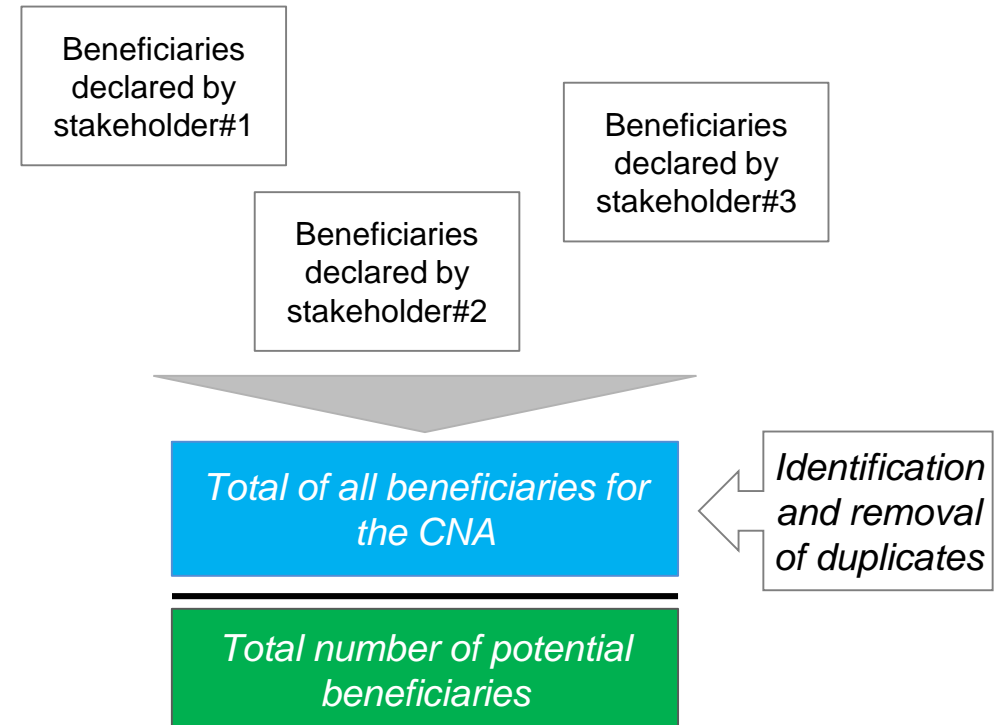 Beneficiaries
declared by
stakeholder#1
Beneficiaries
declared by
stakeholder#3
Beneficiaries
declared by
stakeholder#2
Total of all beneficiaries for
the CNA
Identification
and removal
of duplicates
Total number of potential
beneficiaries